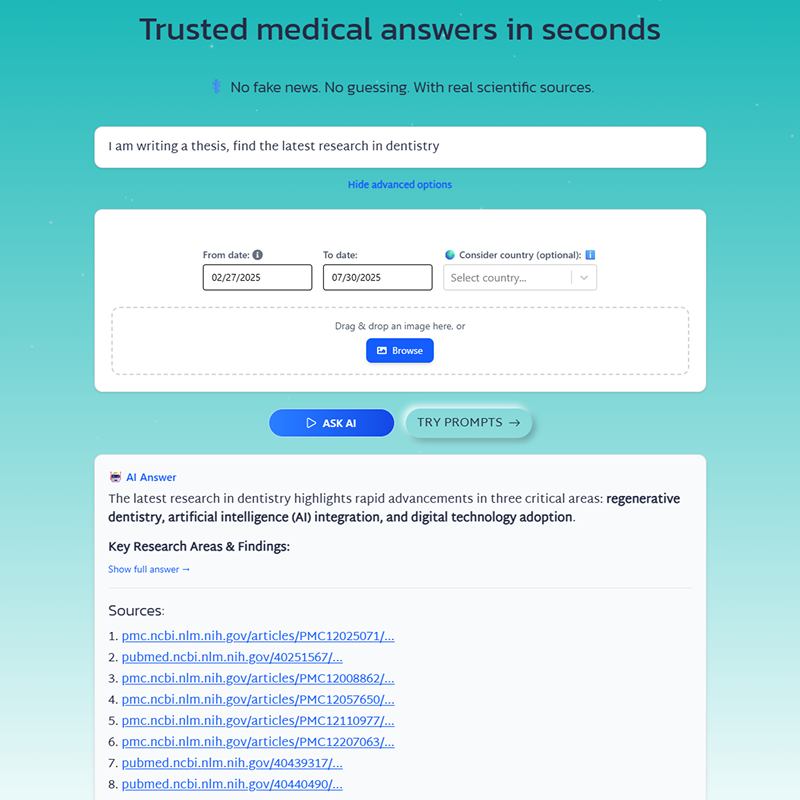 Trusted medical answers in seconds
No fake news. No guessing. With real scientific sources.
I am writing a thesis, find the latest research in dentistry
Hide advanced options
From date: To date: Consider country (optional):
02/27/2025 07/30/2025 Select country...
Drag & drop an image here, or
Browse
ASK AI TRY PROMPTS →
AI Answer
The latest research in dentistry highlights rapid advancements in three critical areas: regenerative
dentistry, artificial intelligence (AI) integration, and digital technology adoption.
Key Research Areas & Findings:
Show full answer →
Sources:
1. pmc.ncbi.nlm.nih.gov/articles/PMC12025071/...
2. pubmed.ncbi.nlm.nih.gov/40251567/...
3. pmc.ncbi.nlm.nih.gov/articles/PMC12008862/...
4. pmc.ncbi.nlm.nih.gov/articles/PMC12057650/...
5. pmc.ncbi.nlm.nih.gov/articles/PMC12110977/...
6. pmc.ncbi.nlm.nih.gov/articles/PMC12207063/...
7. pubmed.ncbi.nlm.nih.gov/40439317/...
8. pubmed.ncbi.nlm.nih.gov/40440490/...